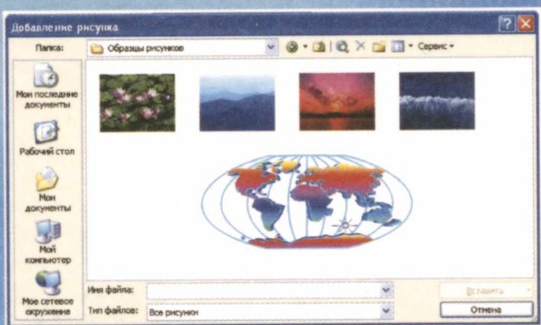 Добавление рисунка
Папка:
Образцы рисунков
Сервис
Мои последние
документы
Рабочий стол
Мои
документы
Мой
компьютер
Мое сетевое
окружение
Имя файла:
Вставить
Тип файлов:
Все рисунки
Отмена